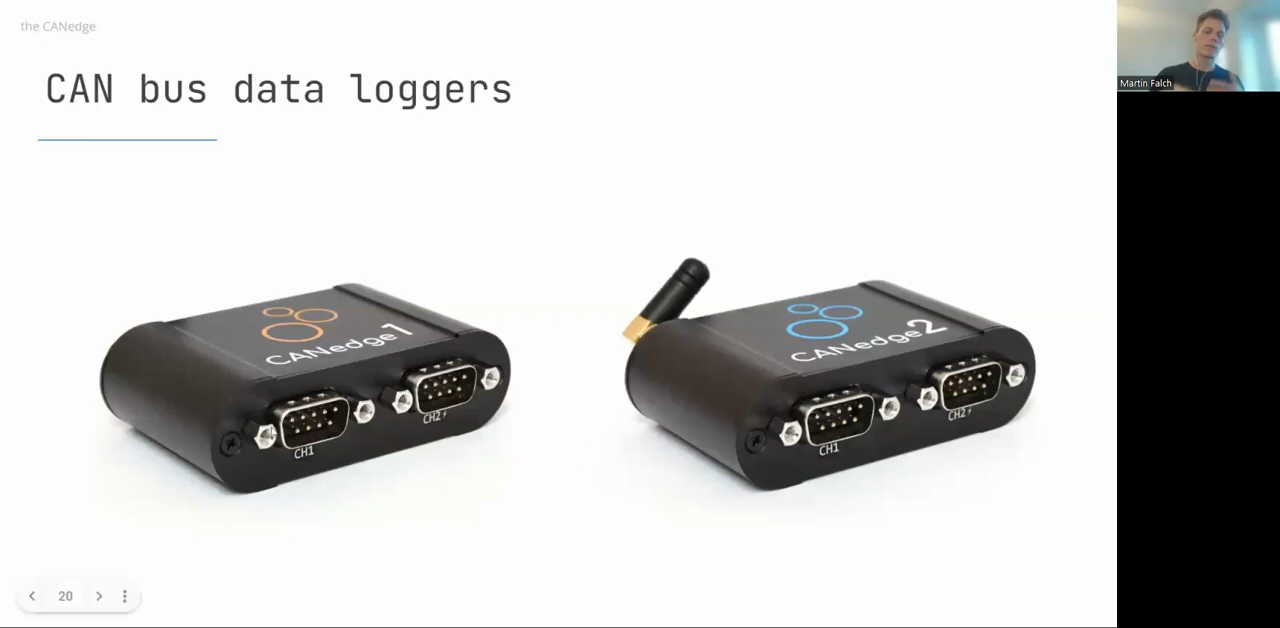 the CANedge
CAN bus data loggers
Martin Falch
CANedge1
CH1
CH2⚡
CANedge2
CH1
CH2⚡
20